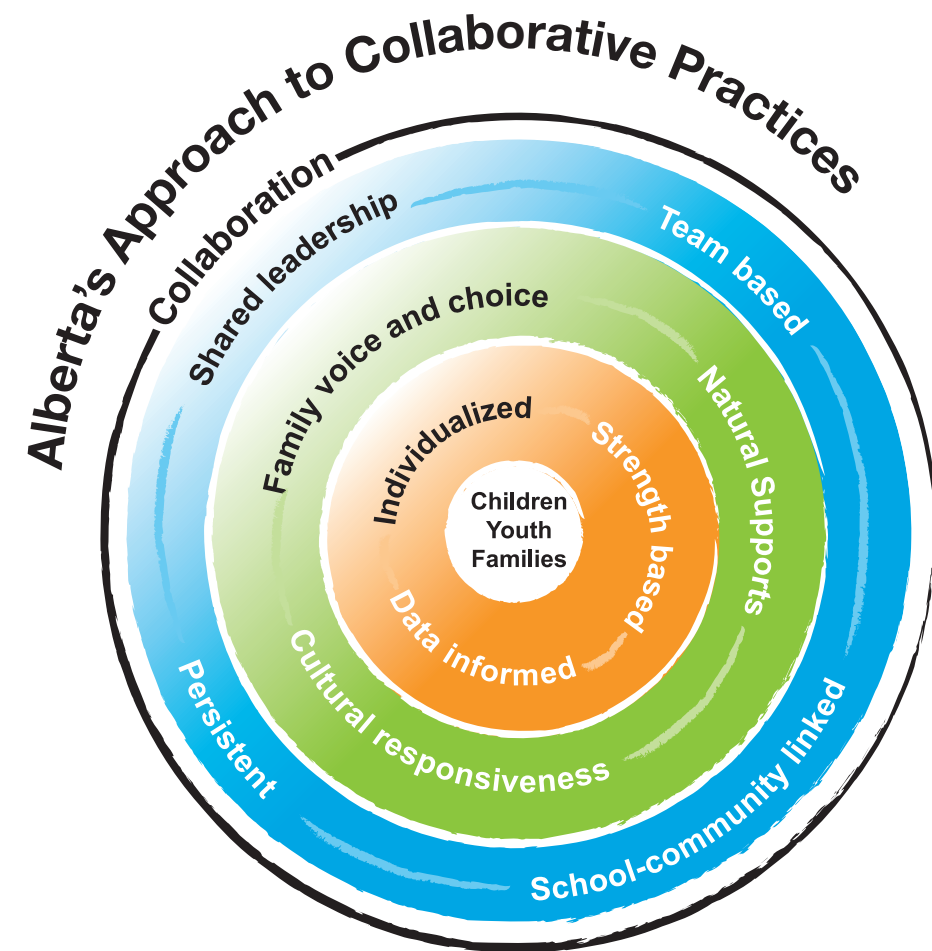 Alberta's Approach to Collaborative Practices
Collaboration
Shared leadership
Team based
School-community linked
Persistent
Family voice and choice
Natural Supports
Cultural responsiveness
Individualized
Strength based
Data informed
Children
Youth
Families